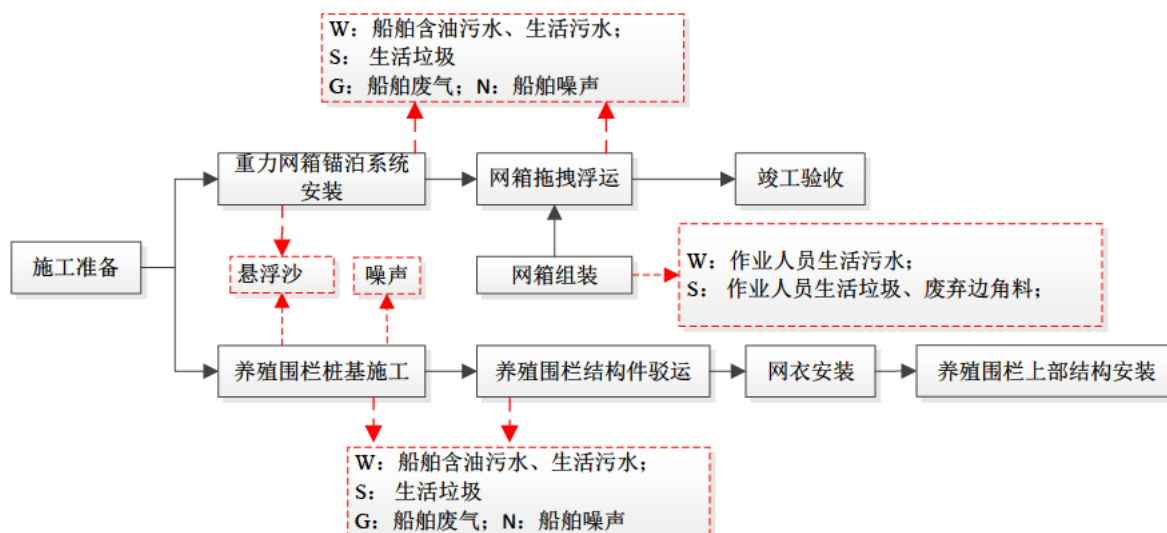 W：船舶含油污水、生活污水；
S： 生活垃圾
G：船舶废气；N：船舶噪声
重力网箱锚泊系统
安装
网箱拖拽浮运
竣工验收
施工准备
悬浮沙
噪声
网箱组装
W：作业人员生活污水；
S： 作业人员生活垃圾、废弃边角料；
养殖围栏桩基施工
养殖围栏结构件驳运
网衣安装
养殖围栏上部结构安装
W：船舶含油污水、生活污水；
S： 生活垃圾
G：船舶废气；N：船舶噪声